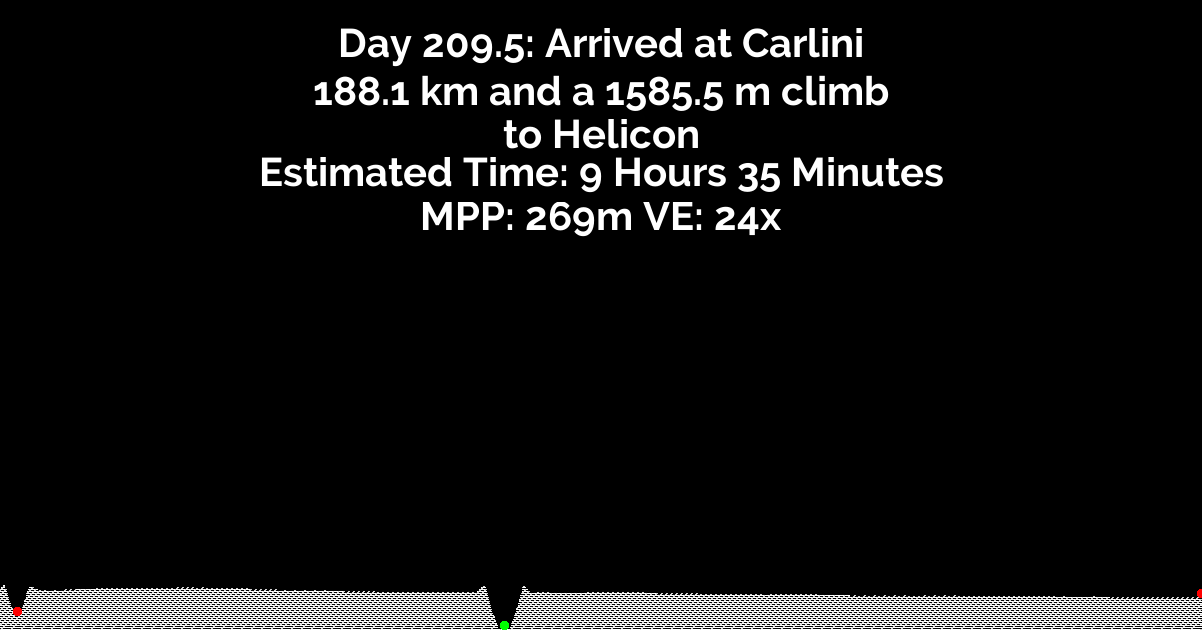 Day 209.5: Arrived at Carlini
188.1 km and a 1585.5 m climb
to Helicon
Estimated Time: 9 Hours 35 Minutes
MPP: 269m VE: 24x